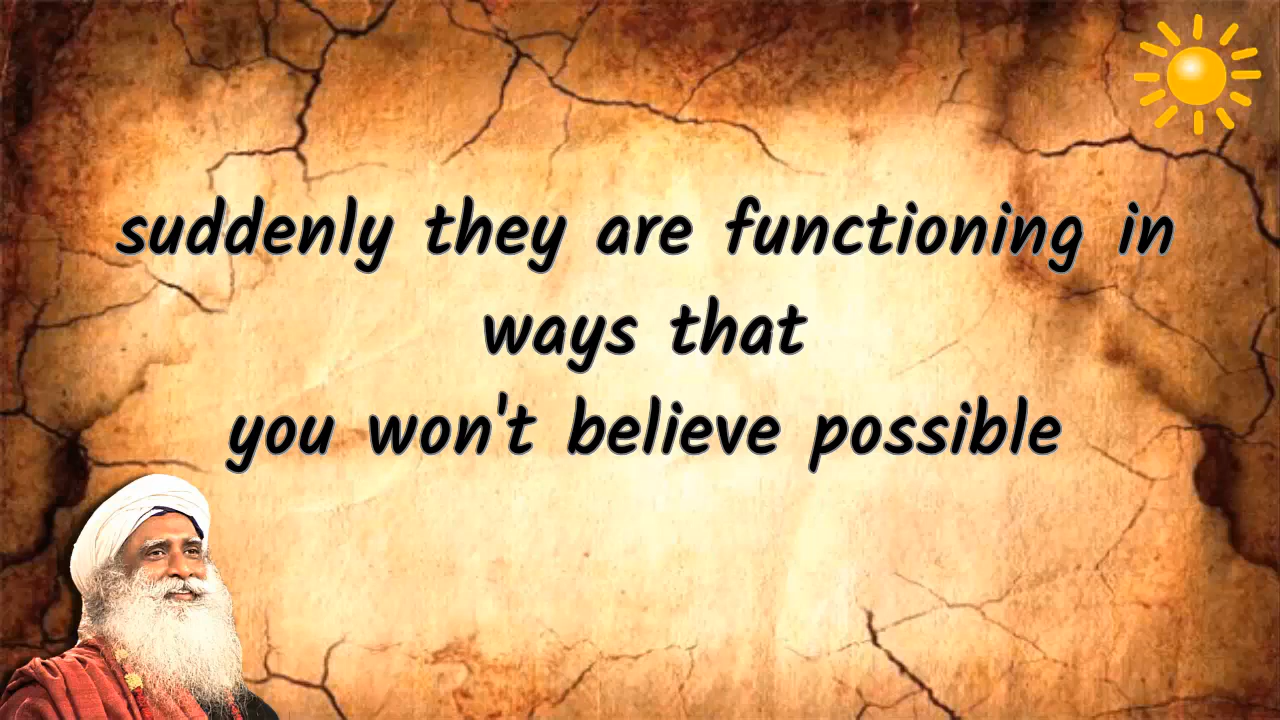 suddenly they are functioning in
ways that
you won't believe possible